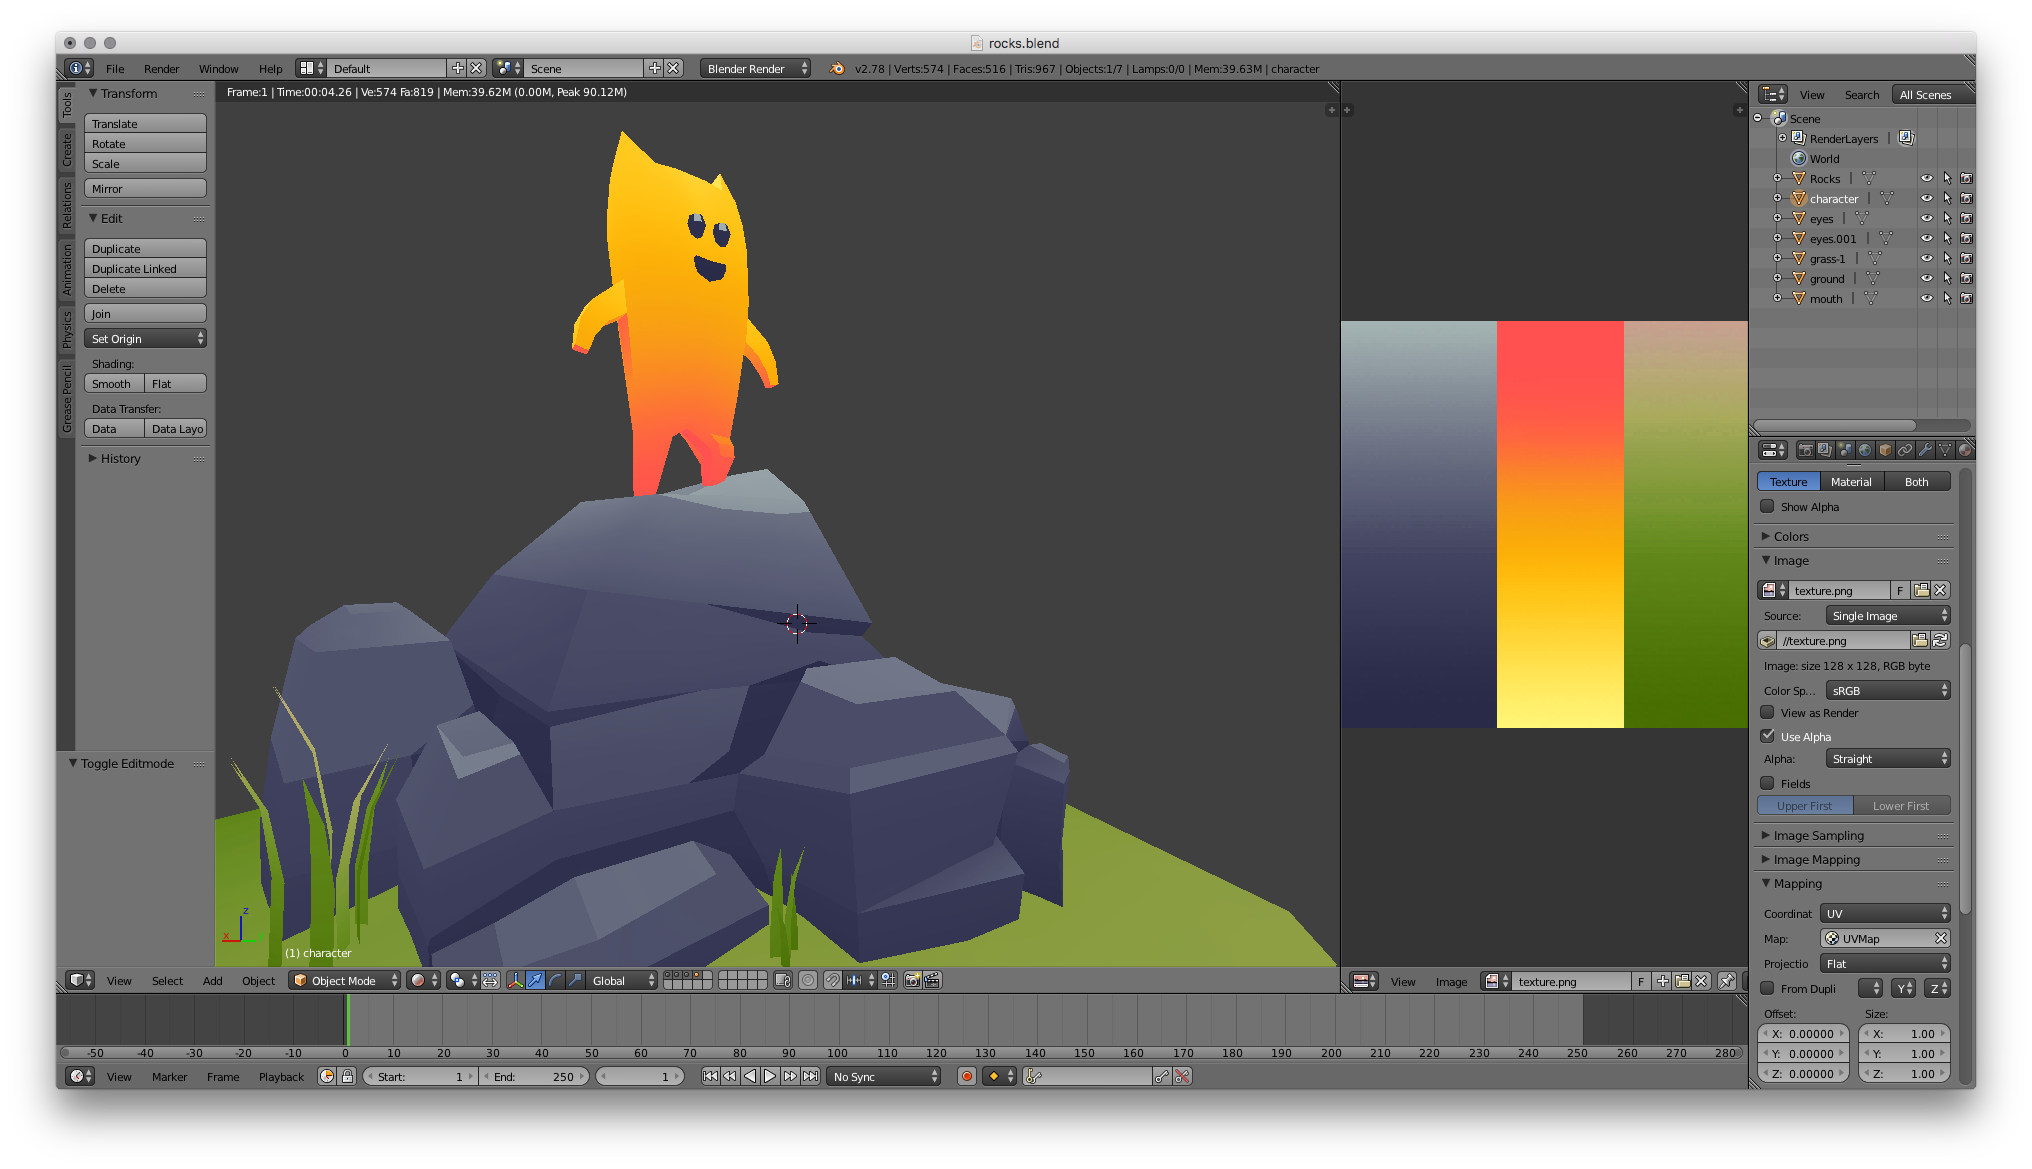 rocks.blend
File Render Window Help Default Scene Blender Render v2.78 | Verts:574 | Faces:516 | Tris:967 | Objects:1/7 | Lamps:0/0 | Mem:39.63M | character
Tools
Create
Relations
Animation
Physics
Grease Pencil
Transform
Translate
Rotate
Scale
Mirror
Edit
Duplicate
Duplicate Linked
Delete
Join
Set Origin
Shading:
Smooth Flat
Data Transfer:
Data Data Layo
History
Toggle Editmode
Frame:1 | Time:00:04.26 | Ve:574 Fa:819 | Mem:39.62M (0.00M, Peak 90.12M)
z
x
(1) character
View Select Add Object Object Mode Global
View Image texture.png F
View Search All Scenes
Scene
RenderLayers |
World
Rocks |
character |
eyes |
eyes.001 |
grass-1 |
ground |
mouth |
Texture Material Both
Show Alpha
Colors
Image
texture.png F
Source: Single Image
//texture.png
Image: size 128 x 128, RGB byte
Color Sp... sRGB
View as Render
Use Alpha
Alpha: Straight
Fields
Upper First Lower First
Image Sampling
Image Mapping
Mapping
Coordinat UV
Map: UVMap
Projectio Flat
From Dupli Y Z
Offset: Size:
X: 0.00000 X: 1.00
Y: 0.00000 Y: 1.00
Z: 0.00000 Z: 1.00
-50 -40 -30 -20 -10 0 10 20 30 40 50 60 70 80 90 100 110 120 130 140 150 160 170 180 190 200 210 220 230 240 250 260 270 280
View Marker Frame Playback Start: 1 End: 250 1 No Sync